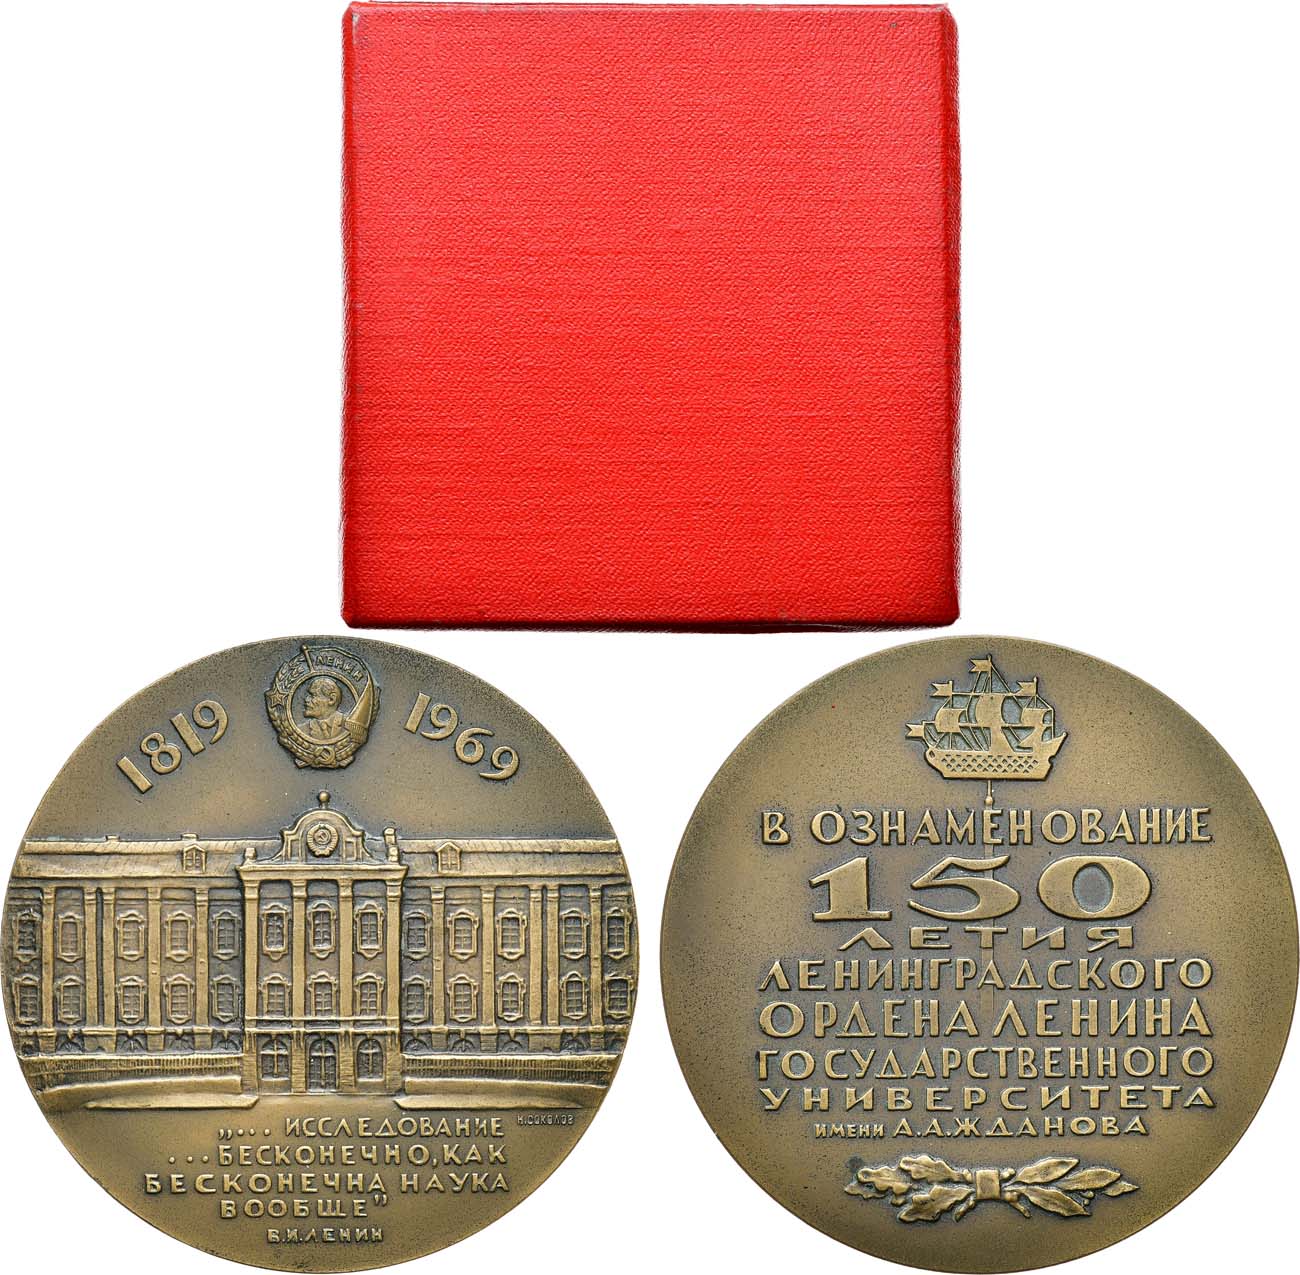 ЛЕНИН
1819 1969
Н.СОКОЛОВ
„... ИССЛЕДОВАНИЕ
...БЕСКОНЕЧНО, КАК
БЕСКОНЕЧНА НАУКА
ВООБЩЕ”
В.И.ЛЕНИН
В ОЗНАМЕНОВАНИЕ
150
ЛЕТИЯ
ЛЕНИНГРАДСКОГО
ОРДЕНА ЛЕНИНА
ГОСУДАРСТВЕННОГО
УНИВЕРСИТЕТА
ИМЕНИ А.А.ЖДАНОВА